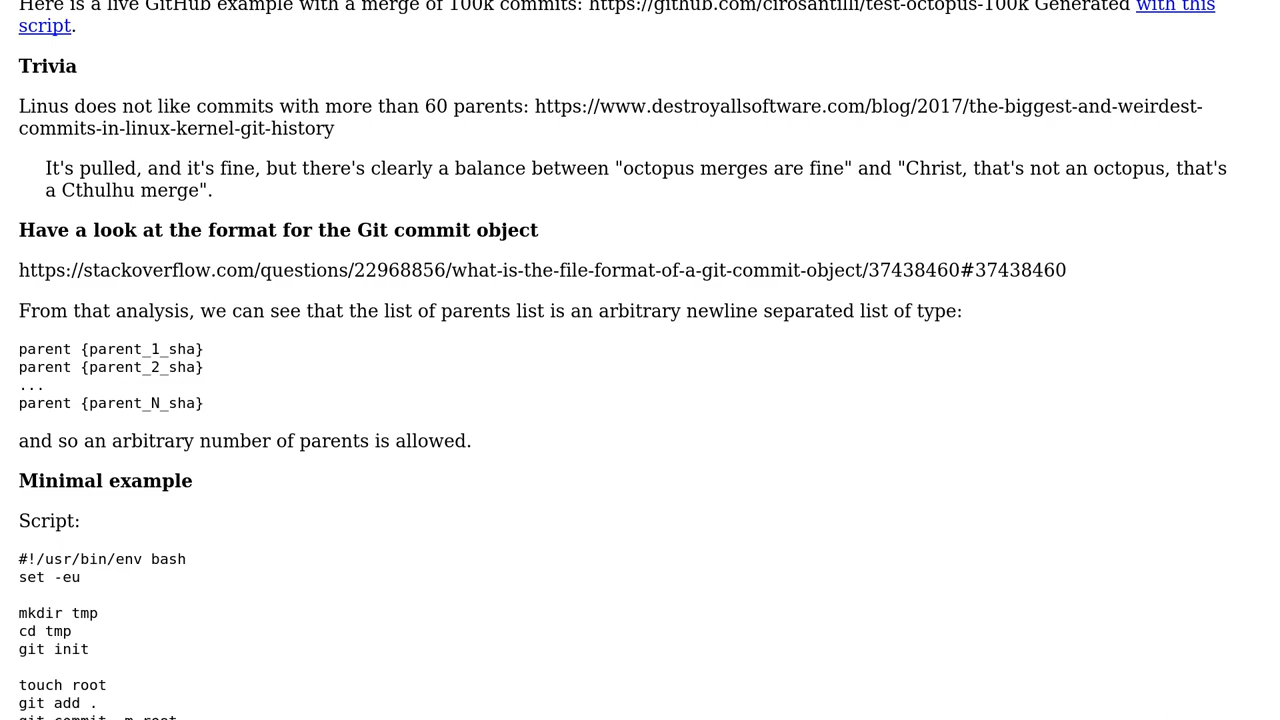 Here is a live GitHub example with a merge of 100k commits: https://github.com/cirosantilli/test-octopus-100k Generated with this
script.
Trivia
Linus does not like commits with more than 60 parents: https://www.destroyallsoftware.com/blog/2017/the-biggest-and-weirdest-
commits-in-linux-kernel-git-history
It's pulled, and it's fine, but there's clearly a balance between "octopus merges are fine" and "Christ, that's not an octopus, that's
a Cthulhu merge".
Have a look at the format for the Git commit object
https://stackoverflow.com/questions/22968856/what-is-the-file-format-of-a-git-commit-object/37438460#37438460
From that analysis, we can see that the list of parents list is an arbitrary newline separated list of type:
parent {parent_1_sha}
parent {parent_2_sha}
...
parent {parent_N_sha}
and so an arbitrary number of parents is allowed.
Minimal example
Script:
#!/usr/bin/env bash
set -eu
mkdir tmp
cd tmp
git init
touch root
git add .
git commit -m root